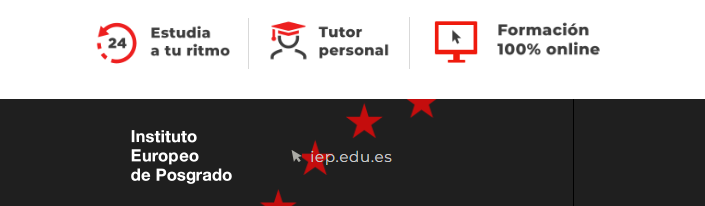 24
Estudia
a tu ritmo
Tutor
personal
Formación
100% online
Instituto
Europeo
de Posgrado
iep.edu.es